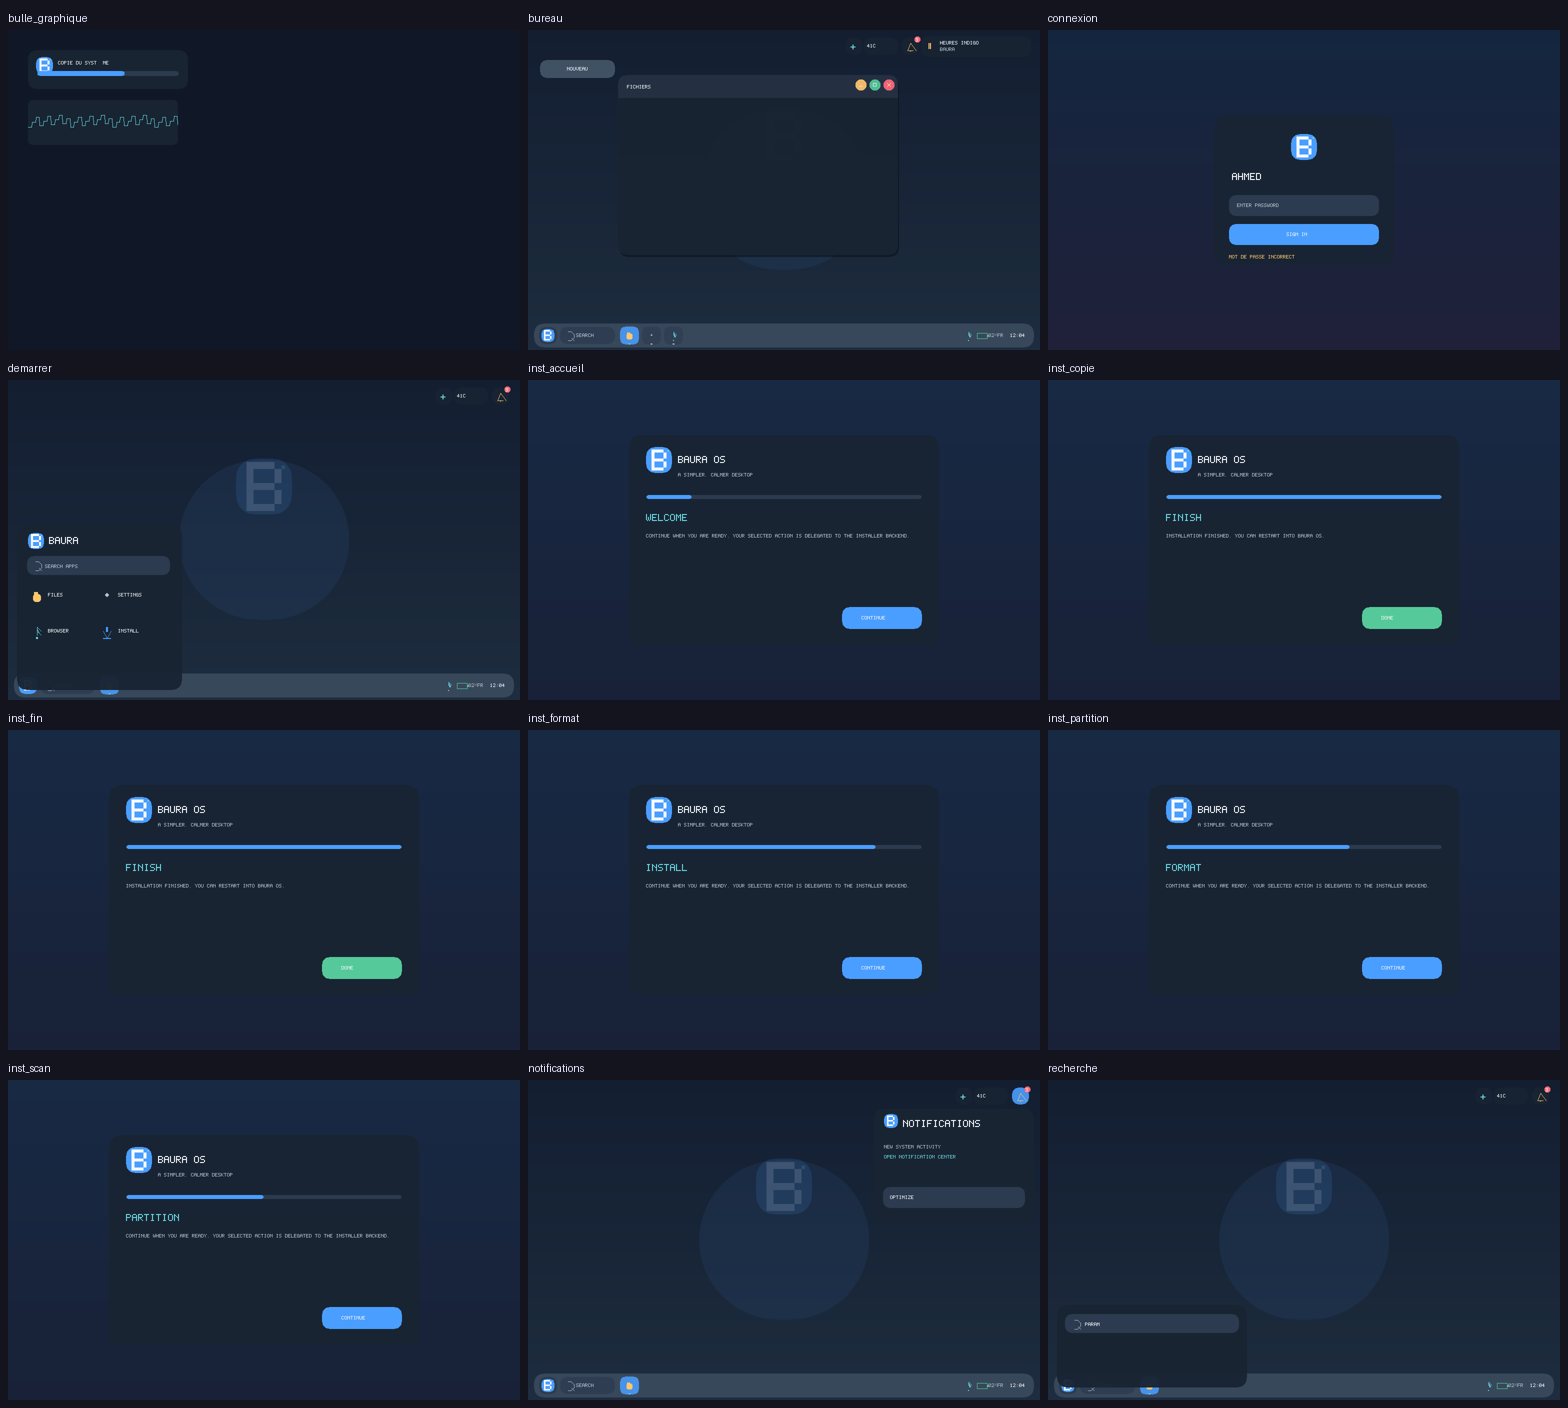 bulle_graphique
B
COPIE DU SYST ME
bureau
41C
HEURES INDIGO
BAURA
NOUVEAU
FICHIERS
B SEARCH
12:04
connexion
B
AHMED
ENTER PASSWORD
SIGN IN
MOT DE PASSE INCORRECT
demarrer
41C
B
B BAURA
SEARCH APPS
FILES
SETTINGS
BROWSER
INSTALL
12:04
inst_accueil
B BAURA OS
A SIMPLER. CALMER DESKTOP
WELCOME
CONTINUE WHEN YOU ARE READY. YOUR SELECTED ACTION IS DELEGATED TO THE INSTALLER BACKEND.
CONTINUE
inst_copie
B BAURA OS
A SIMPLER. CALMER DESKTOP
FINISH
INSTALLATION FINISHED. YOU CAN RESTART INTO BAURA OS.
DONE
inst_fin
B BAURA OS
A SIMPLER. CALMER DESKTOP
FINISH
INSTALLATION FINISHED. YOU CAN RESTART INTO BAURA OS.
DONE
inst_format
B BAURA OS
A SIMPLER. CALMER DESKTOP
INSTALL
CONTINUE WHEN YOU ARE READY. YOUR SELECTED ACTION IS DELEGATED TO THE INSTALLER BACKEND.
CONTINUE
inst_partition
B BAURA OS
A SIMPLER. CALMER DESKTOP
FORMAT
CONTINUE WHEN YOU ARE READY. YOUR SELECTED ACTION IS DELEGATED TO THE INSTALLER BACKEND.
CONTINUE
inst_scan
B BAURA OS
A SIMPLER. CALMER DESKTOP
PARTITION
CONTINUE WHEN YOU ARE READY. YOUR SELECTED ACTION IS DELEGATED TO THE INSTALLER BACKEND.
CONTINUE
notifications
41C
B NOTIFICATIONS
NEW SYSTEM ACTIVITY
OPEN NOTIFICATION CENTER
OPTIMIZE
B
B SEARCH
12:04
recherche
41C
B
PARAM
12:04